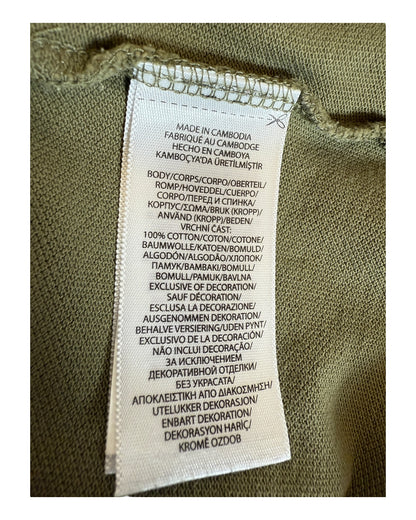 MADE IN CAMBODIA
FABRIQUÉ AU CAMBODGE
HECHO EN CAMBOYA
KAMBOÇYA'DA ÜRETİLMİŞTİR
BODY/CORPS/CORPO/OBERTEIL/
ROMP/HOVEDDEL/CUERPO/
CORPO/ПЕРЕД И СПИНКА/
КОРПУС/ΣΩΜΑ/BRUK (KROPP)/
ANVÄND (KROPP)/BEDEN/
VRCHNÍ ČÁST:
100% COTTON/COTON/COTONE/
BAUMWOLLE/KATOEN/BOMULD/
ALGODÓN/ALGODÃO/ХЛОПОК/
ПАМУК/ΒΑΜΒΑΚΙ/BOMULL/
BOMULL/PAMUK/BAVLNA
EXCLUSIVE OF DECORATION/
SAUF DÉCORATION/
ESCLUSA LA DECORAZIONE/
AUSGENOMMEN DEKORATION/
BEHALVE VERSIERING/UDEN PYNT/
EXCLUSIVO DE LA DECORACIÓN/
NÃO INCLUI DECORAÇÃO/
ЗА ИСКЛЮЧЕНИЕМ
ДЕКОРАТИВНОЙ ОТДЕЛКИ/
БЕЗ УКРАСАТА/
ΑΠΟΚΛΕΙΣΤΙΚΗ ΑΠΟ ΔΙΑΚΟΣΜΗΣΗ/
UTELUKKER DEKORASJON/
ENBART DEKORATION/
DEKORASYON HARİÇ/
KROMĚ OZDOB